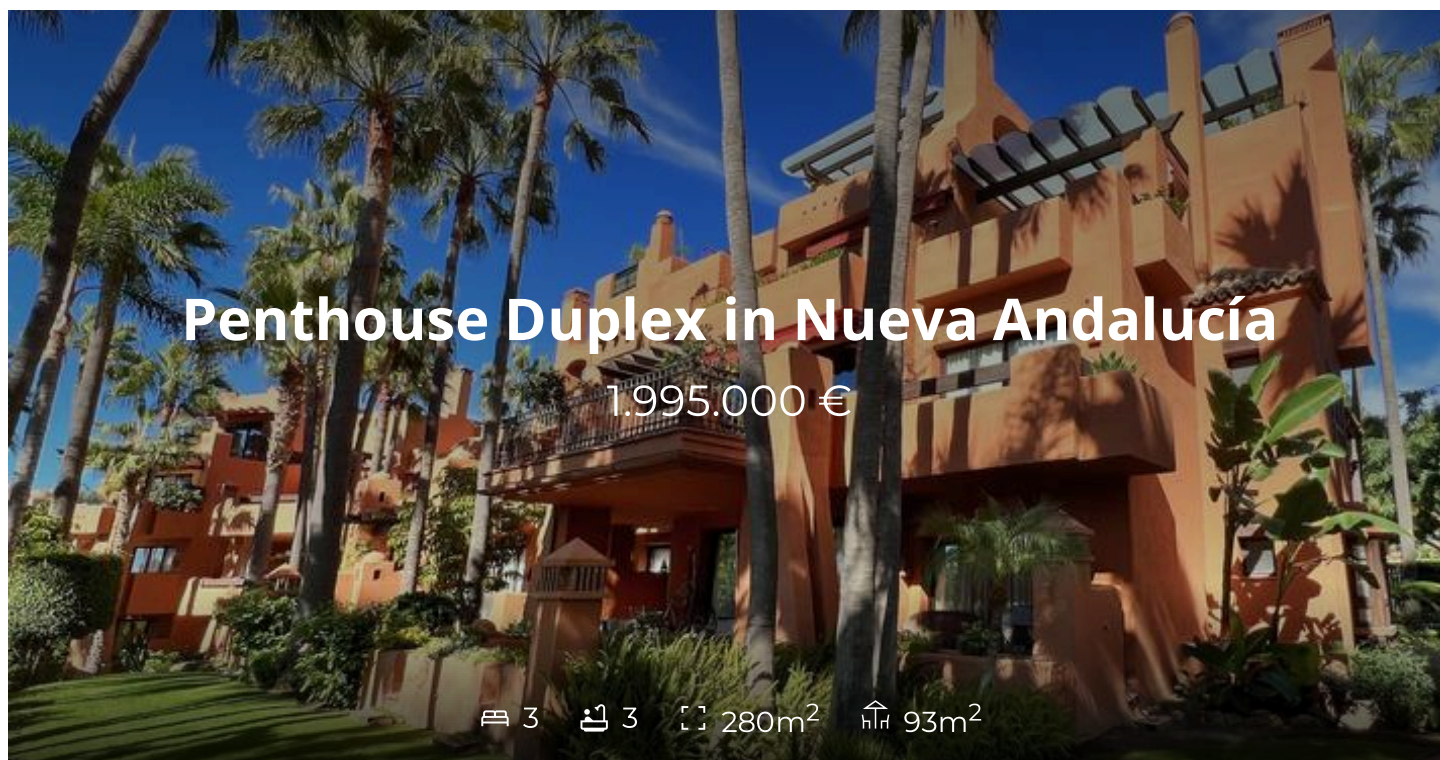 Penthouse Duplex in Nueva Andalucía
1.995.000 €
3 3 280m² 93m²